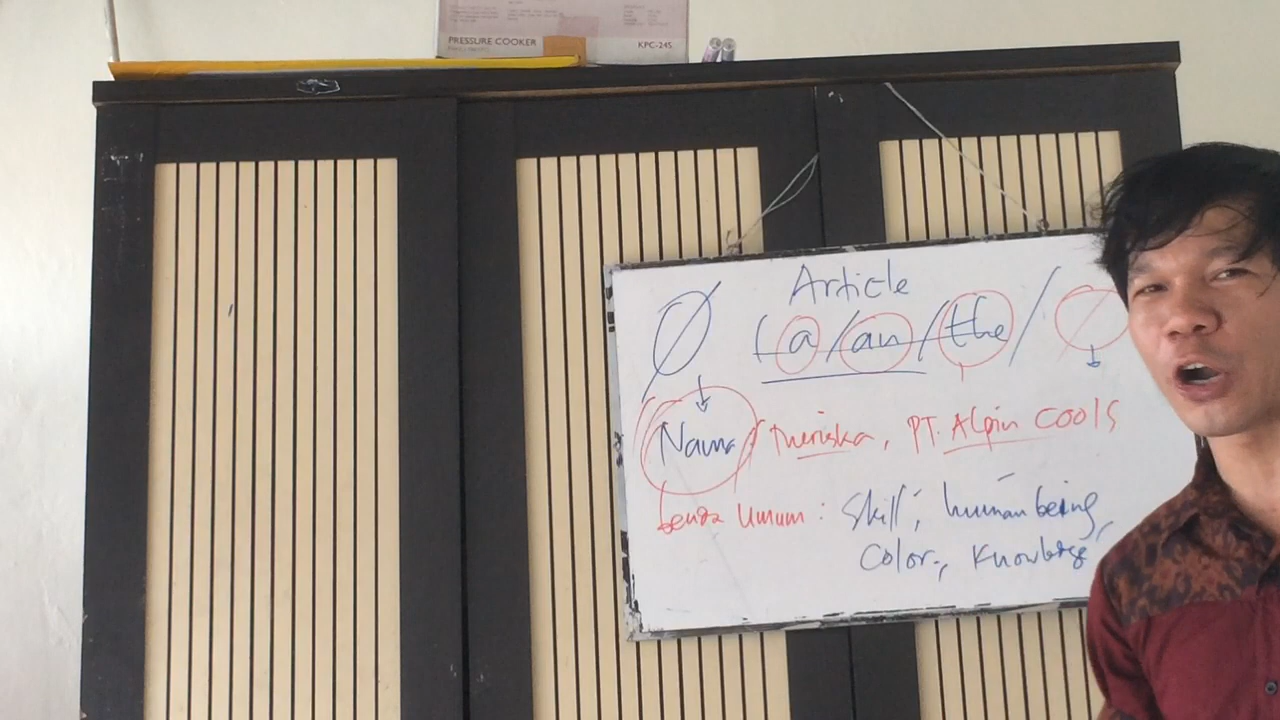 PRESSURE COOKER
KPC-245
Article
Ø (a/an/the/Ø
Nama Theriska, PT. Alpin Cools
benda Umum: Skill, human being,
Color, Knowledge